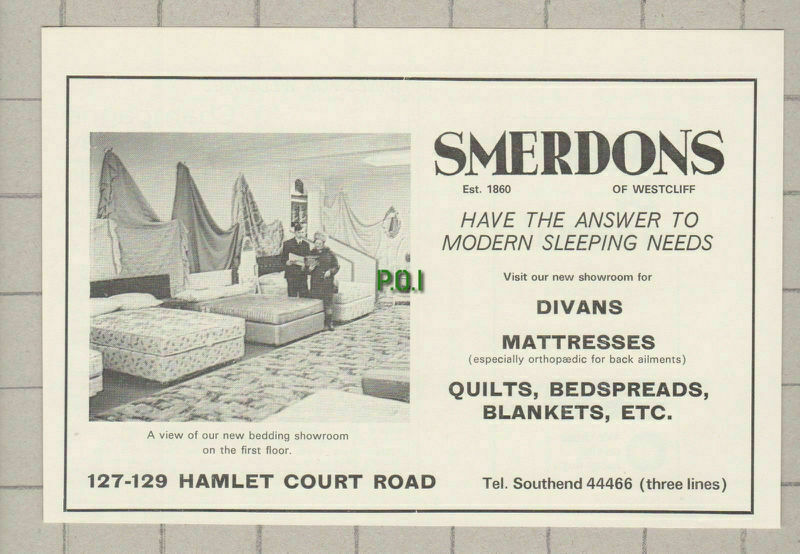 SMERDONS
Est. 1860 OF WESTCLIFF
HAVE THE ANSWER TO
MODERN SLEEPING NEEDS
Visit our new showroom for
DIVANS
MATTRESSES
(especially orthopædic for back ailments)
QUILTS, BEDSPREADS,
BLANKETS, ETC.
P.O.I
A view of our new bedding showroom
on the first floor.
127-129 HAMLET COURT ROAD
Tel. Southend 44466 (three lines)